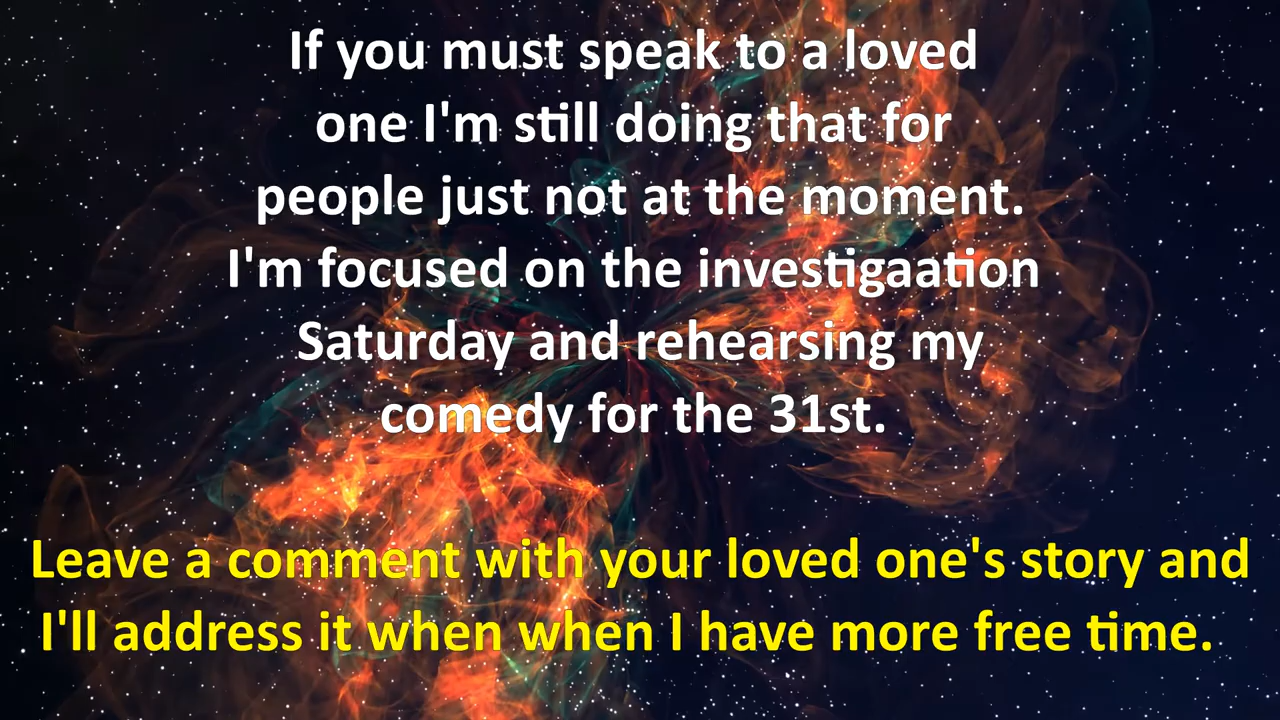 If you must speak to a loved
one I'm still doing that for
people just not at the moment.
I'm focused on the investigaation
Saturday and rehearsing my
comedy for the 31st.
Leave a comment with your loved one's story and
I'll address it when when I have more free time.